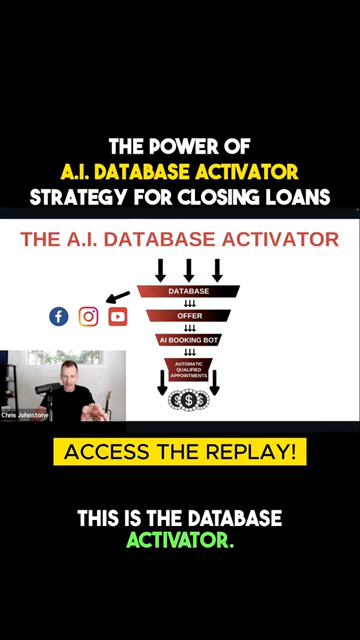 THE POWER OF
A.I. DATABASE ACTIVATOR
STRATEGY FOR CLOSING LOANS
THE A.I. DATABASE ACTIVATOR
DATABASE
OFFER
AI BOOKING BOT
AUTOMATIC
QUALIFIED
APPOINTMENTS
$ $ $
Chris Johnstone
ACCESS THE REPLAY!
THIS IS THE DATABASE
ACTIVATOR.